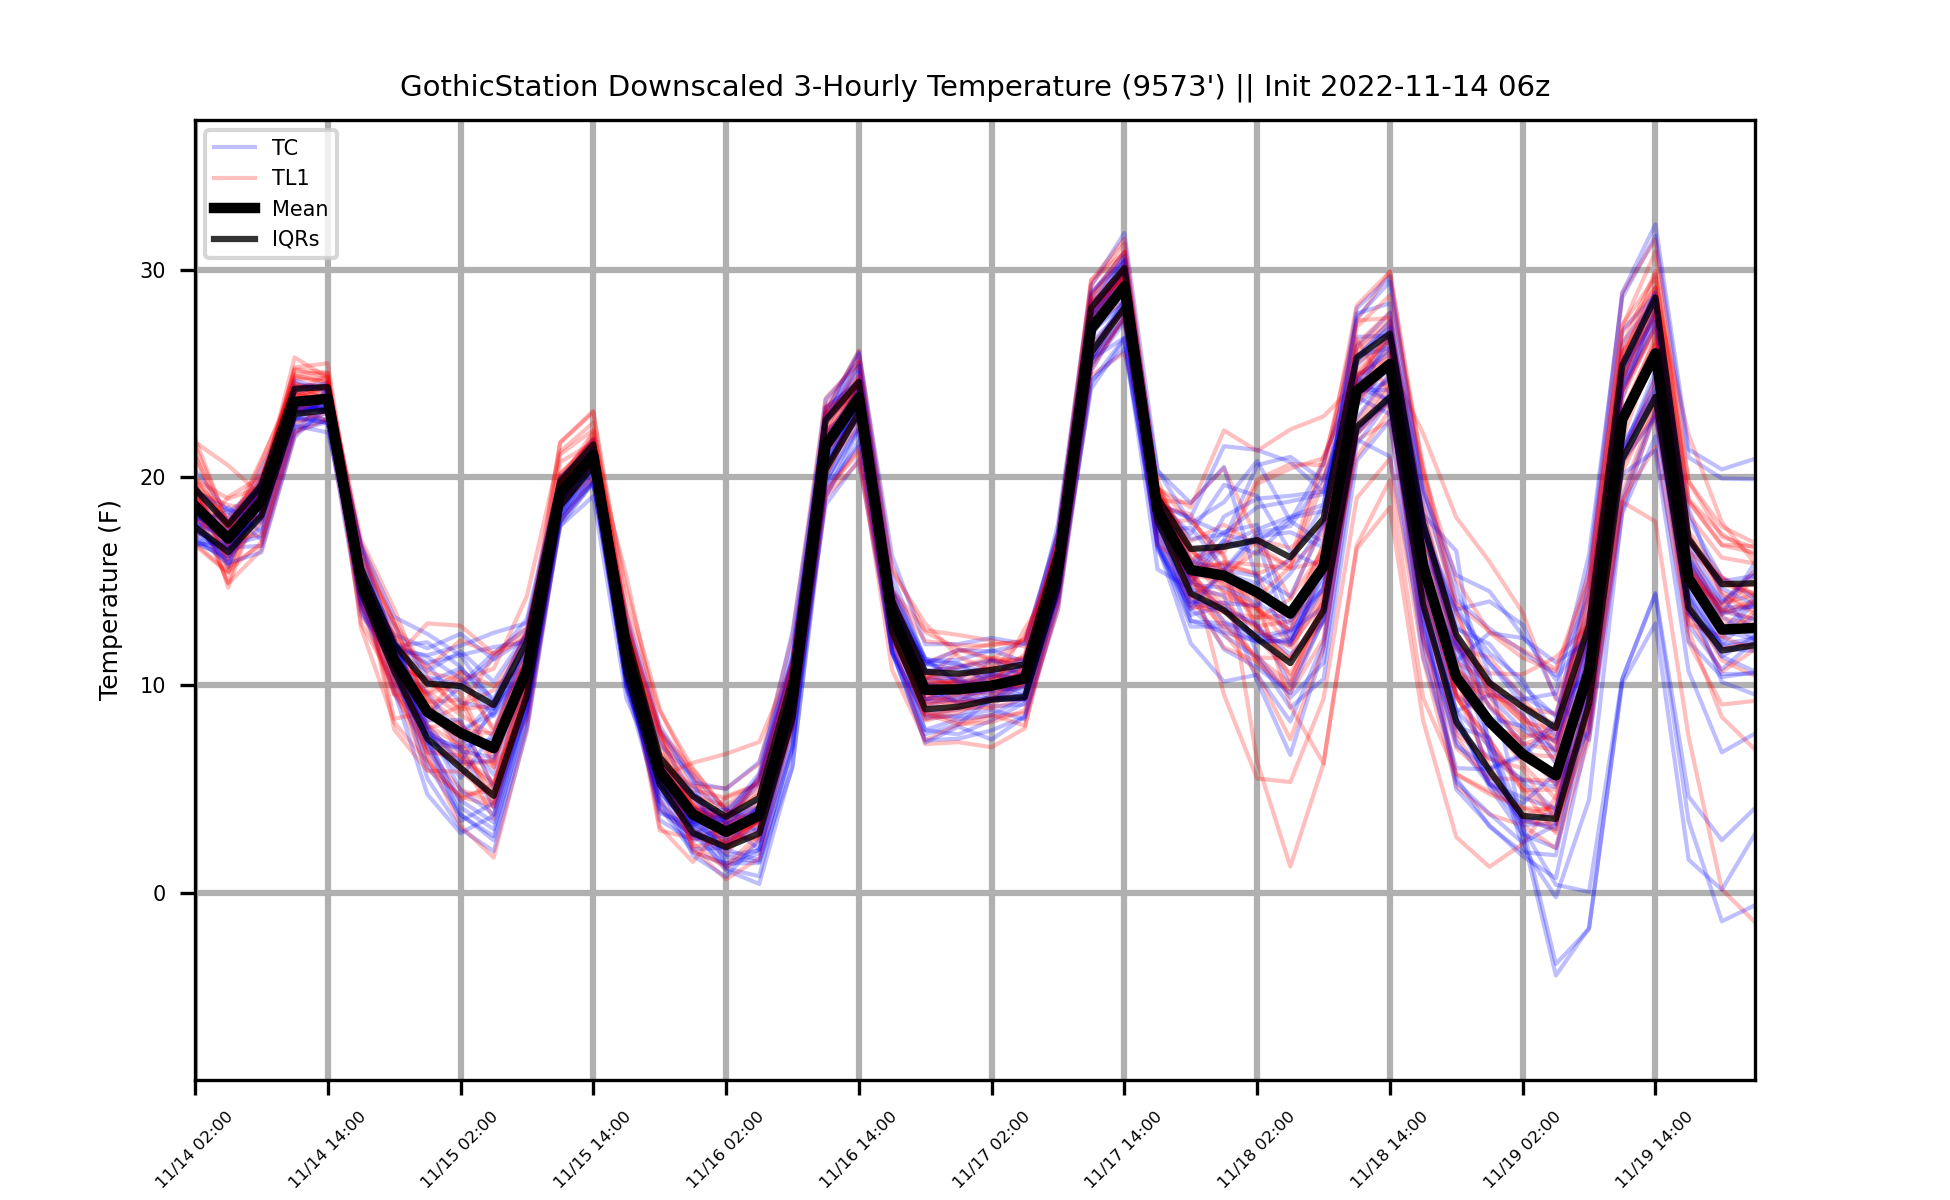 GothicStation Downscaled 3-Hourly Temperature (9573') || Init 2022-11-14 06z
TC
TL1
Mean
IQRs
Temperature (F)
30
20
10
0
11/14 02:00
11/14 14:00
11/15 02:00
11/15 14:00
11/16 02:00
11/16 14:00
11/17 02:00
11/17 14:00
11/18 02:00
11/18 14:00
11/19 02:00
11/19 14:00